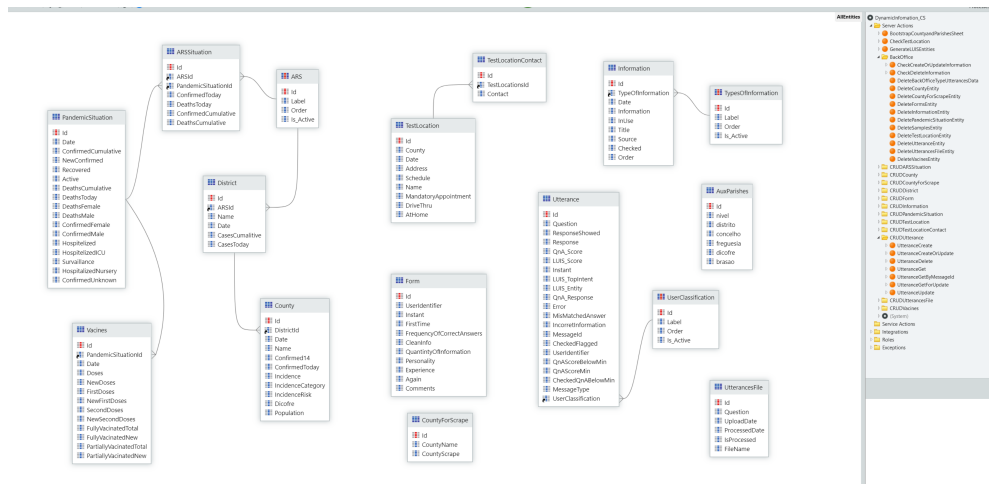 AllEntities
ARSSituation
Id
ARSId
PandemicSituationId
ConfirmedToday
DeathsToday
ConfirmedCumulative
DeathsCumulative
ARS
Id
Label
Order
Is_Active
TestLocationContact
Id
TestLocationsId
Contact
Information
Id
TypeOfInformation
Date
Information
InUse
Title
Source
Checked
Order
TypesOfInformation
Id
Label
Order
Is_Active
PandemicSituation
Id
Date
ConfirmedCumulative
NewConfirmed
Recovered
Active
DeathsCumulative
DeathsToday
DeathsFemale
DeathsMale
ConfirmedFemale
ConfirmedMale
Hospitelized
HospitelizedICU
Survaillance
HospitalizedNursery
ConfirmedUnknown
TestLocation
Id
County
Date
Address
Schedule
Name
MandatoryAppointment
DriveThru
AtHome
District
Id
ARSId
Name
Date
CasesCumalitive
CasesToday
Utterance
Id
Question
ResponseShowed
Response
QnA_Score
LUIS_Score
Instant
LUIS_TopIntent
LUIS_Entity
QnA_Response
Error
MisMatchedAnswer
IncorretInformation
MessageId
CheckedFlagged
UserIdentifier
QnAScoreBelowMin
QnAScoreMin
CheckedQnABelowMin
MessageType
UserClassification
AuxParishes
Id
nivel
distrito
concelho
freguesia
dicofre
brasao
Form
Id
UserIdentifier
Instant
FirstTime
FrequencyOfCorrectAnswers
CleanInfo
QuantintyOfInformation
Personality
Experience
Again
Comments
UserClassification
Id
Label
Order
Is_Active
County
Id
DistrictId
Date
Name
Confirmed14
ConfirmedToday
Incidence
IncidenceCategory
IncidenceRisk
Dicofre
Population
Vacines
Id
PandemicSituationId
Date
Doses
NewDoses
FirstDoses
NewFirstDoses
SecondDoses
NewSecondDoses
FullyVacinatedTotal
FullyVacinatedNew
PartiallyVacinatedTotal
PartiallyVacinatedNew
CountyForScrape
Id
CountyName
CountyScrape
UtterancesFile
Id
Question
UptoadDate
ProcessedDate
IsProcessed
FileName
DynamicInfomation_CS
Server Actions
BootstrapCountyandParishesSheet
CheckTestLocation
GenerateLUISEntities
BackOffice
CheckCreateOrUpdateInformation
CheckDeleteInformation
DeleteBackOfficeTypeUtterancesData
DeleteCountyEntity
DeleteCountyForScrapeEntity
DeleteFormsEntity
DeleteInformationEntity
DeletePandemicSituationEntity
DeleteSamplesEntity
DeleteTestLocationEntity
DeleteUtteranceEntity
DeleteUtterancesFileEntity
DeleteVacinesEntity
CRUDARSSituation
CRUDCounty
CRUDCountyForScrape
CRUDDistrict
CRUDForm
CRUDInformation
CRUDPandemicSituation
CRUDTestLocation
CRUDTestLocationContact
CRUDUtterance
UtteranceCreate
UtteranceCreateOrUpdate
UtteranceDelete
UtteranceGet
UtteranceGetByMessageId
UtteranceGetForUpdate
UtteranceUpdate
CRUDUtterancesFile
CRUDVacines
(System)
Service Actions
Integrations
Roles
Exceptions